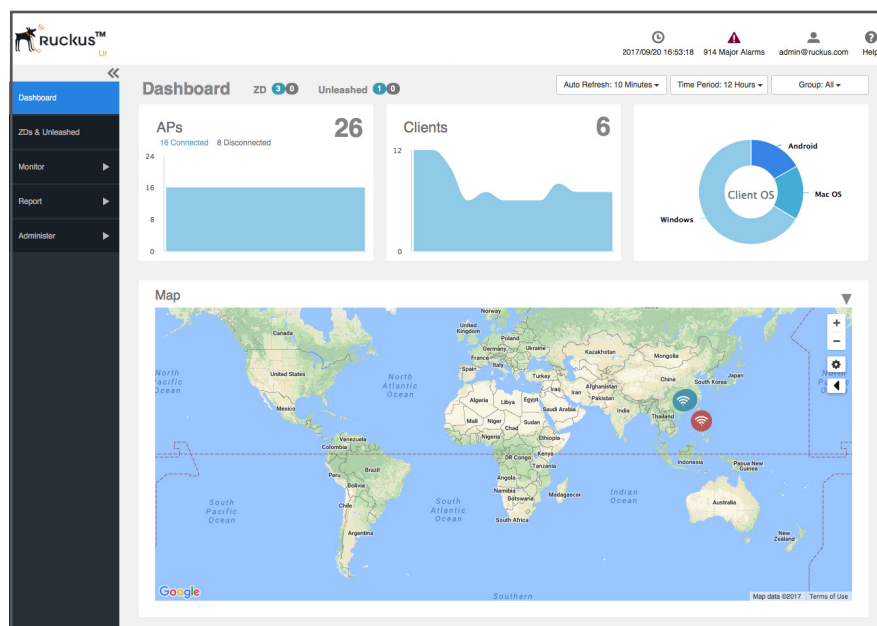 Ruckus™
Ur
2017/09/20 16:53:18
914 Major Alarms
admin@ruckus.com
Help
Dashboard
ZDs & Unleashed
Monitor
Report
Administer
Dashboard
ZD 3 0
Unleashed 1 0
Auto Refresh: 10 Minutes
Time Period: 12 Hours
Group: All
APs
26
16 Connected 8 Disconnected
24
16
8
0
Clients
6
12
0
Client OS
Android
Mac OS
Windows
Map
Norway
Canada
United Kingdom
Poland
Germany
Ukraine
France
Kazakhstan
Mongolia
Spain
Italy
North Pacific Ocean
United States
North Atlantic Ocean
Turkey
China
South Korea
Japan
Iraq
Iran
Afghanistan
Pakistan
Algeria
Libya
Egypt
Saudi Arabia
India
Thailand
Mexico
Mali
Niger
Chad
Sudan
Nigeria
Ethiopia
Venezuela
Colombia
DR Congo
Kenya
Tanzania
Indonesia
Papua New Guinea
Brazil
Peru
Bolivia
Angola
Namibia
Botswana
Madagascar
South Pacific Ocean
Chile
South Atlantic Ocean
Indian Ocean
Australia
South Africa
Argentina
New Zealand
Southern
Google
Map data ©2017
Terms of Use